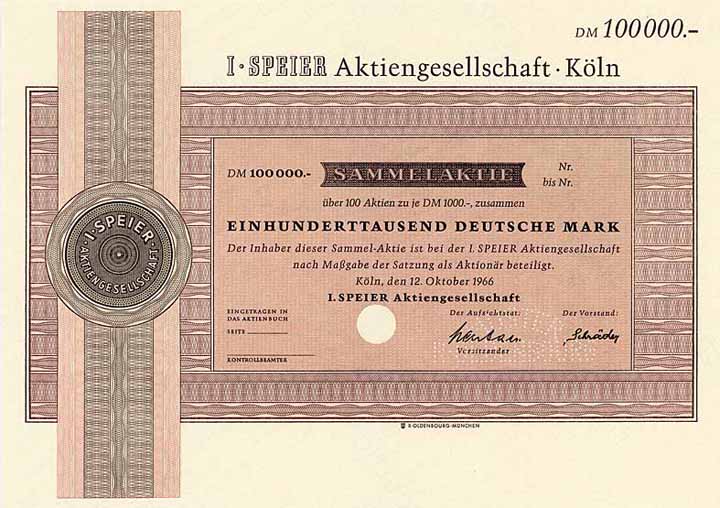 DM 100000.-
I · SPEIER Aktiengesellschaft · Köln
DM 100000.- SAMMELAKTIE Nr.
bis Nr.
über 100 Aktien zu je DM 1000.-, zusammen
EINHUNDERTTAUSEND DEUTSCHE MARK
Der Inhaber dieser Sammel-Aktie ist bei der I. SPEIER Aktiengesellschaft
nach Maßgabe der Satzung als Aktionär beteiligt.
Köln, den 12. Oktober 1966
I. SPEIER Aktiengesellschaft
EINGETRAGEN IN
DAS AKTIENBUCH
SEITE
KONTROLLBEAMTER
Der Aufsichtsrat:
Vorsitzender
Der Vorstand:
Schröder
· I · SPEIER ·
AKTIENGESELLSCHAFT
R·OLDENBOURG·MÜNCHEN